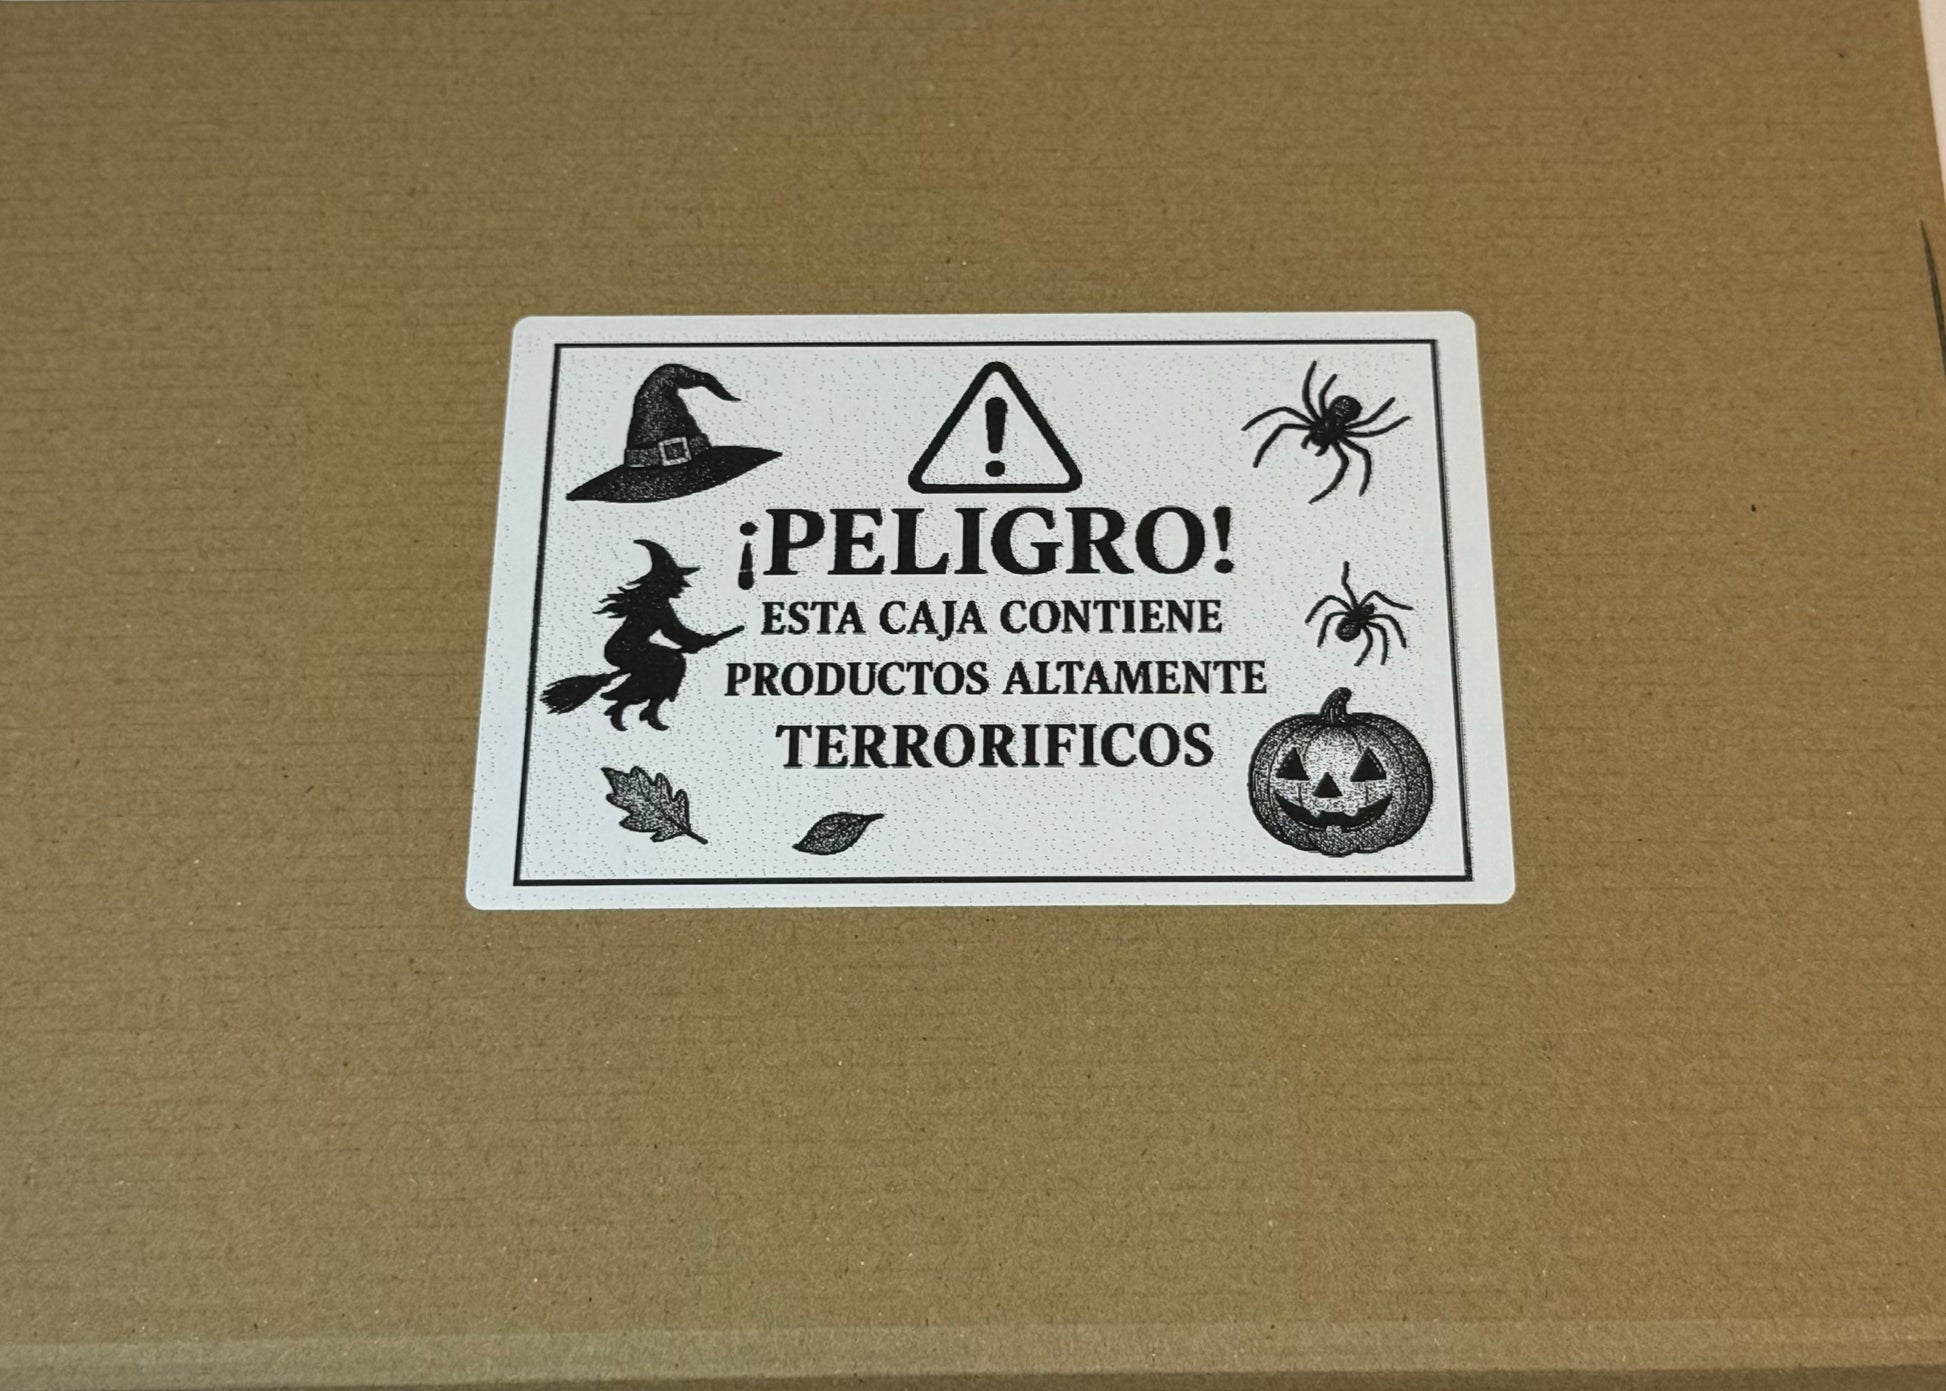 ¡PELIGRO!
ESTA CAJA CONTIENE
PRODUCTOS ALTAMENTE
TERRORIFICOS